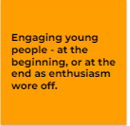 Engaging young
people - at the
beginning, or at the
end as enthusiasm
wore off.